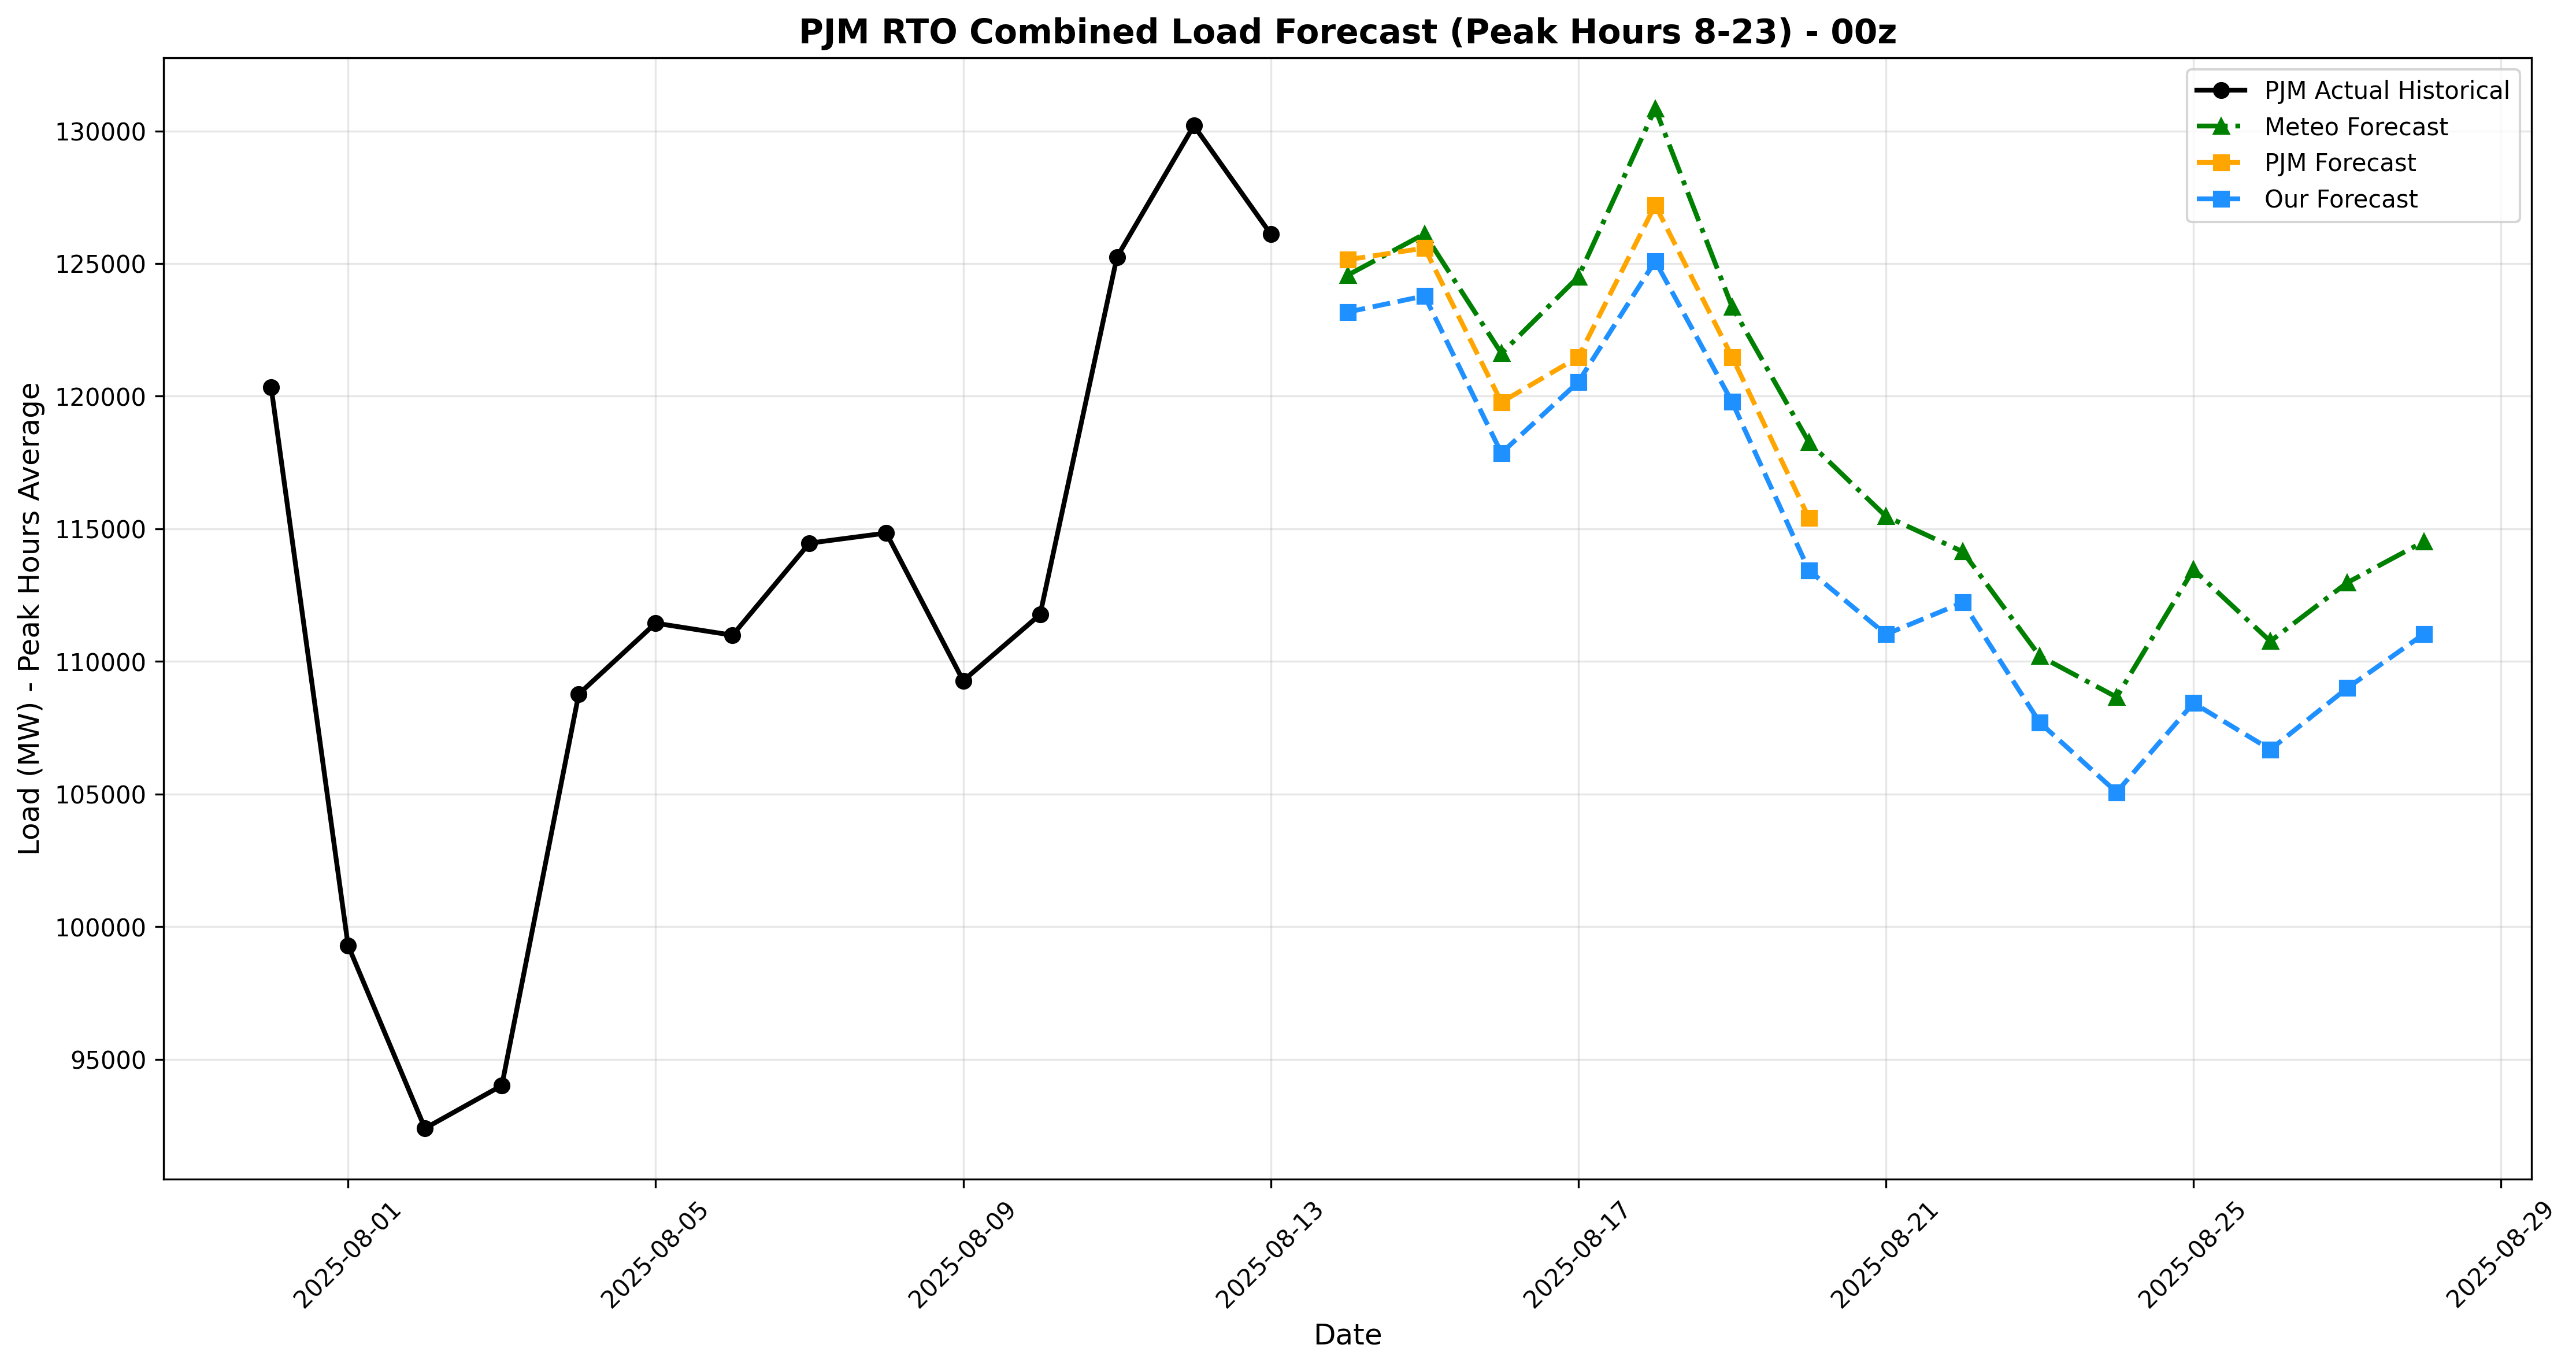 PJM RTO Combined Load Forecast (Peak Hours 8-23) - 00z
PJM Actual Historical
Meteo Forecast
PJM Forecast
Our Forecast
Load (MW) - Peak Hours Average
130000
125000
120000
115000
110000
105000
100000
95000
2025-08-01
2025-08-05
2025-08-09
2025-08-13
2025-08-17
2025-08-21
2025-08-25
2025-08-29
Date